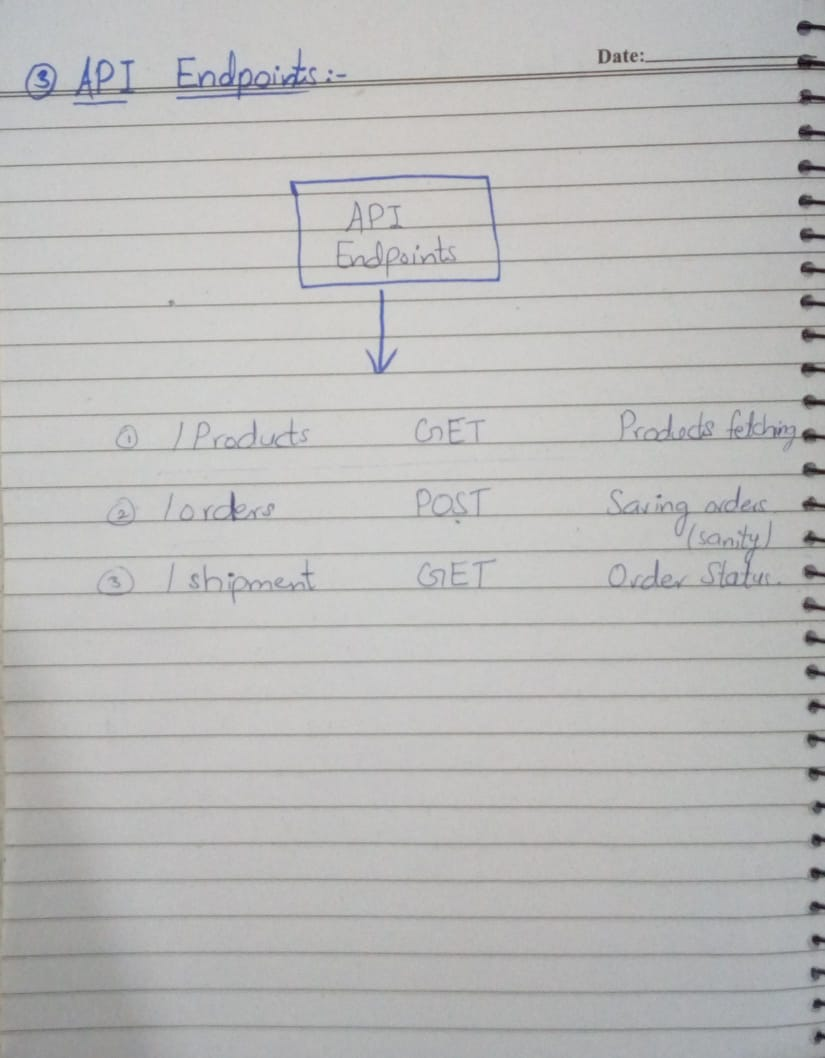 Date:
③ API Endpoints:-
API
Endpoints
① /Products GET Products fetching
② /orders POST Saving orders
(sanity)
③ /shipment GET Order Status.